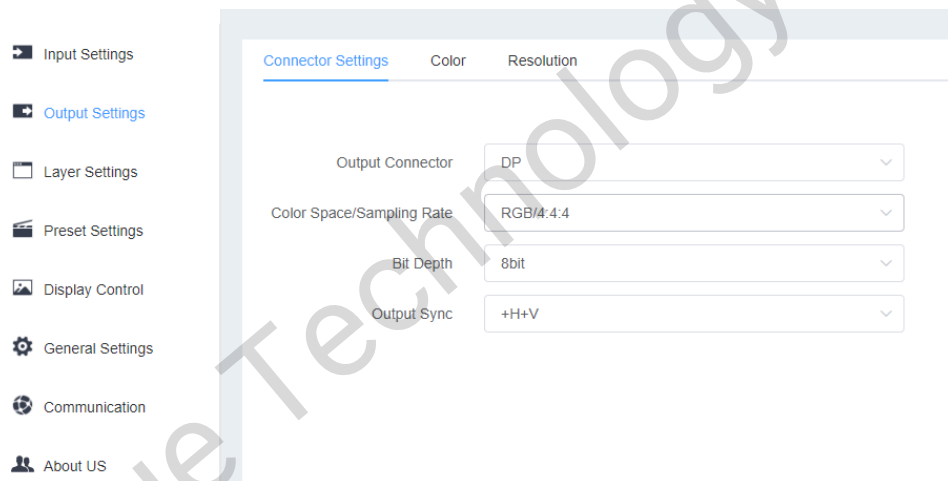 Input Settings
Output Settings
Layer Settings
Preset Settings
Display Control
General Settings
Communication
About US
Connector Settings Color Resolution
Output Connector DP
Color Space/Sampling Rate RGB/4:4:4
Bit Depth 8bit
Output Sync +H+V
Technology